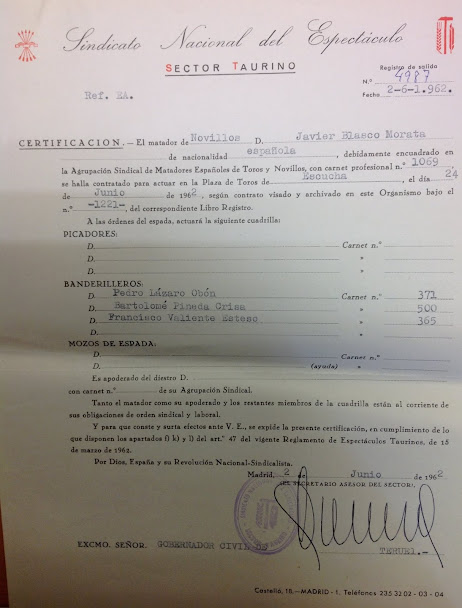 Sindicato Nacional del Espectáculo
SECTOR TAURINO
Registro de salida
N.º 4987
Fecha 2-6-1.962.
Ref. EA.
CERTIFICACION.- El matador de Novillos D. Javier Blasco Morata
de nacionalidad española, debidamente encuadrado en
la Agrupación Sindical de Matadores Españoles de Toros y Novillos, con carnet profesional n.º 1069
se halla contratado para actuar en la Plaza de Toros de Escucha, el día 24
de Junio de 1962, según contrato visado y archivado en este Organismo bajo el
n.º -1221-, del correspondiente Libro Registro.
A las órdenes del espada, actuará la siguiente cuadrilla:
PICADORES:
D. Carnet n.º
D. »
D. »
BANDERILLEROS:
D. Pedro Lázaro Obón Carnet n.º 371
D. Bartolomé Pineda Crisa » 500
D. Francisco Valiente Esteso » 365
D. »
MOZOS DE ESPADA:
D. Carnet n.º
D. (ayuda) »
Es apoderado del diestro D.
con carnet n.º de su Agrupación Sindical.
Tanto el matador como su apoderado y los restantes miembros de la cuadrilla están al corriente de
sus obligaciones de orden sindical y laboral.
Y para que conste y surta efectos ante V. E., se expide la presente certificación, en cumplimiento de lo
que disponen los apartados f) k) y l) del art.º 47 del vigente Reglamento de Espectáculos Taurinos, de 15
de marzo de 1962.
Por Dios, España y su Revolución Nacional-Sindicalista.
Madrid, 2 de Junio de 1962
(EL SECRETARIO ASESOR DEL SECTOR),
EXCMO. SEÑOR. GOBERNADOR CIVIL DE
TERUEL.-
Castelló, 18.—MADRID - 1. Teléfonos 235 32 02 - 03 - 04